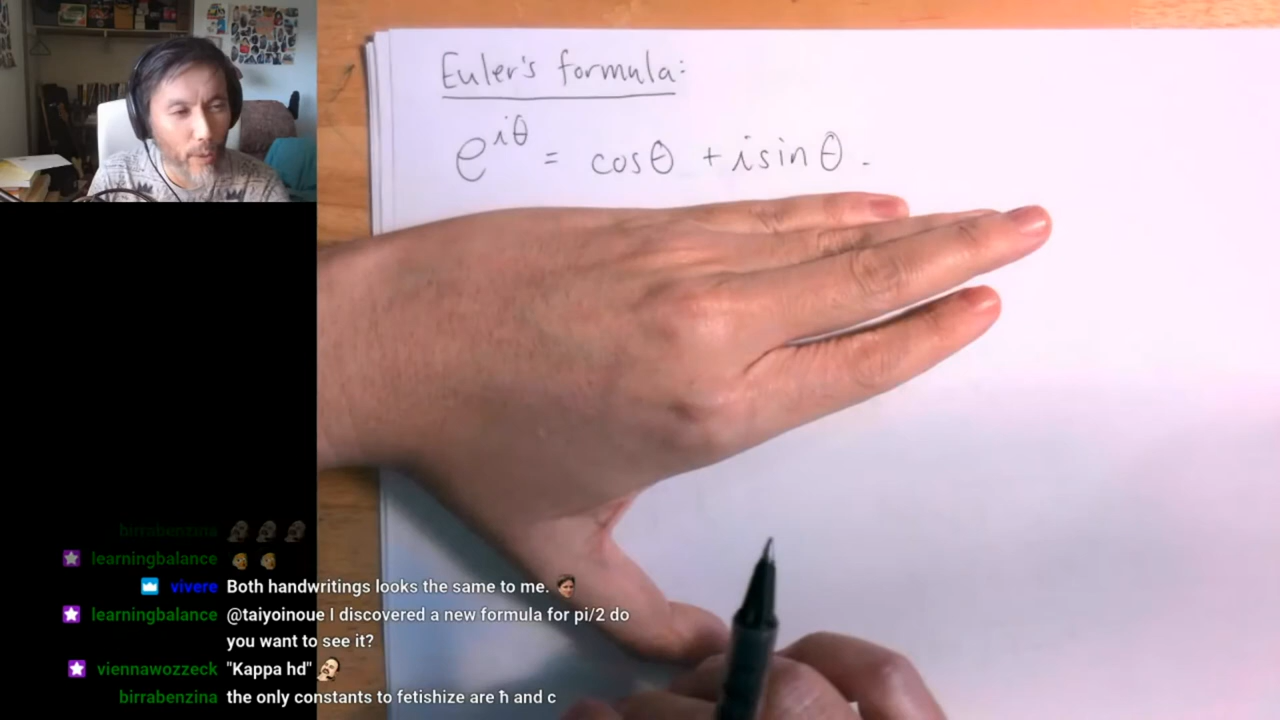 Euler's formula:
e^{iθ} = cosθ + i sin θ.
birrabenzina
learningbalance
vivere Both handwritings looks the same to me.
learningbalance @taiyoinoue I discovered a new formula for pi/2 do
you want to see it?
viennawozzeck "Kappa hd"
birrabenzina the only constants to fetishize are ħ and c